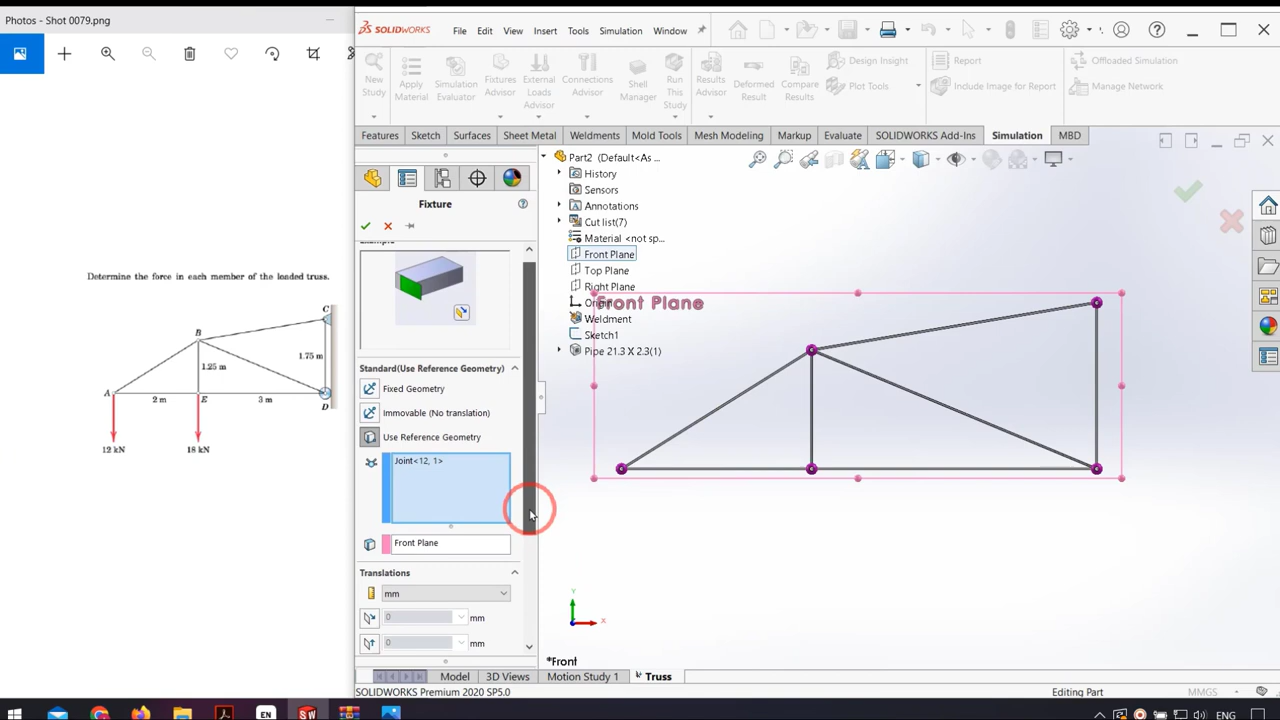 Photos - Shot 0079.png
SOLIDWORKS
File
Edit
View
Insert
Tools
Simulation
Window
New Study
Apply Material
Simulation Evaluator
Fixtures Advisor
External Loads Advisor
Connections Advisor
Shell Manager
Run This Study
Results Advisor
Deformed Result
Compare Results
Design Insight
Plot Tools
Report
Include Image for Report
Offloaded Simulation
Manage Network
Features
Sketch
Surfaces
Sheet Metal
Weldments
Mold Tools
Mesh Modeling
Markup
Evaluate
SOLIDWORKS Add-Ins
Simulation
MBD
Fixture
Example
Standard(Use Reference Geometry)
Fixed Geometry
Immovable (No translation)
Use Reference Geometry
Joint<12, 1>
Front Plane
Translations
mm
0
mm
0
mm
Part2 (Default<As ...
History
Sensors
Annotations
Cut list(7)
Material <not sp...
Front Plane
Top Plane
Right Plane
Origin
Weldment
Sketch1
Pipe 21.3 X 2.3(1)
Front Plane
Y
X
*Front
Determine the force in each member of the loaded truss.
C
B
1.75 m
1.25 m
A
2 m
E
3 m
D
12 kN
18 kN
Model
3D Views
Motion Study 1
Truss
SOLIDWORKS Premium 2020 SP5.0
Editing Part
MMGS
EN
SW
ENG